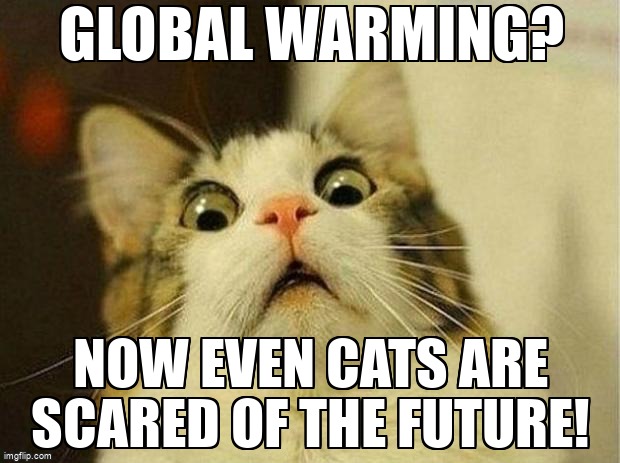 GLOBAL WARMING?
NOW EVEN CATS ARE
SCARED OF THE FUTURE!
imgflip.com